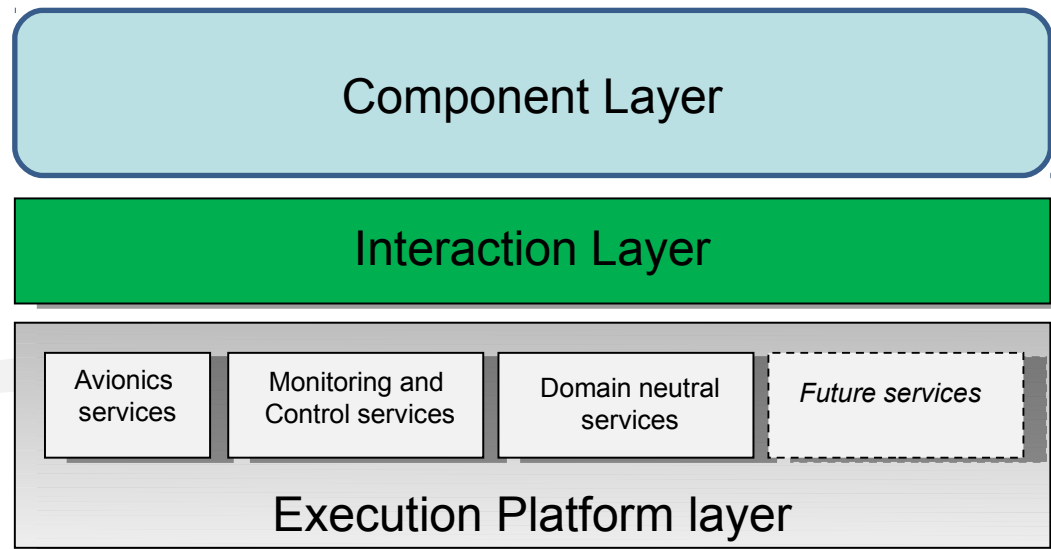 Component Layer
Interaction Layer
Avionics
services
Monitoring and
Control services
Domain neutral
services
Future services
Execution Platform layer